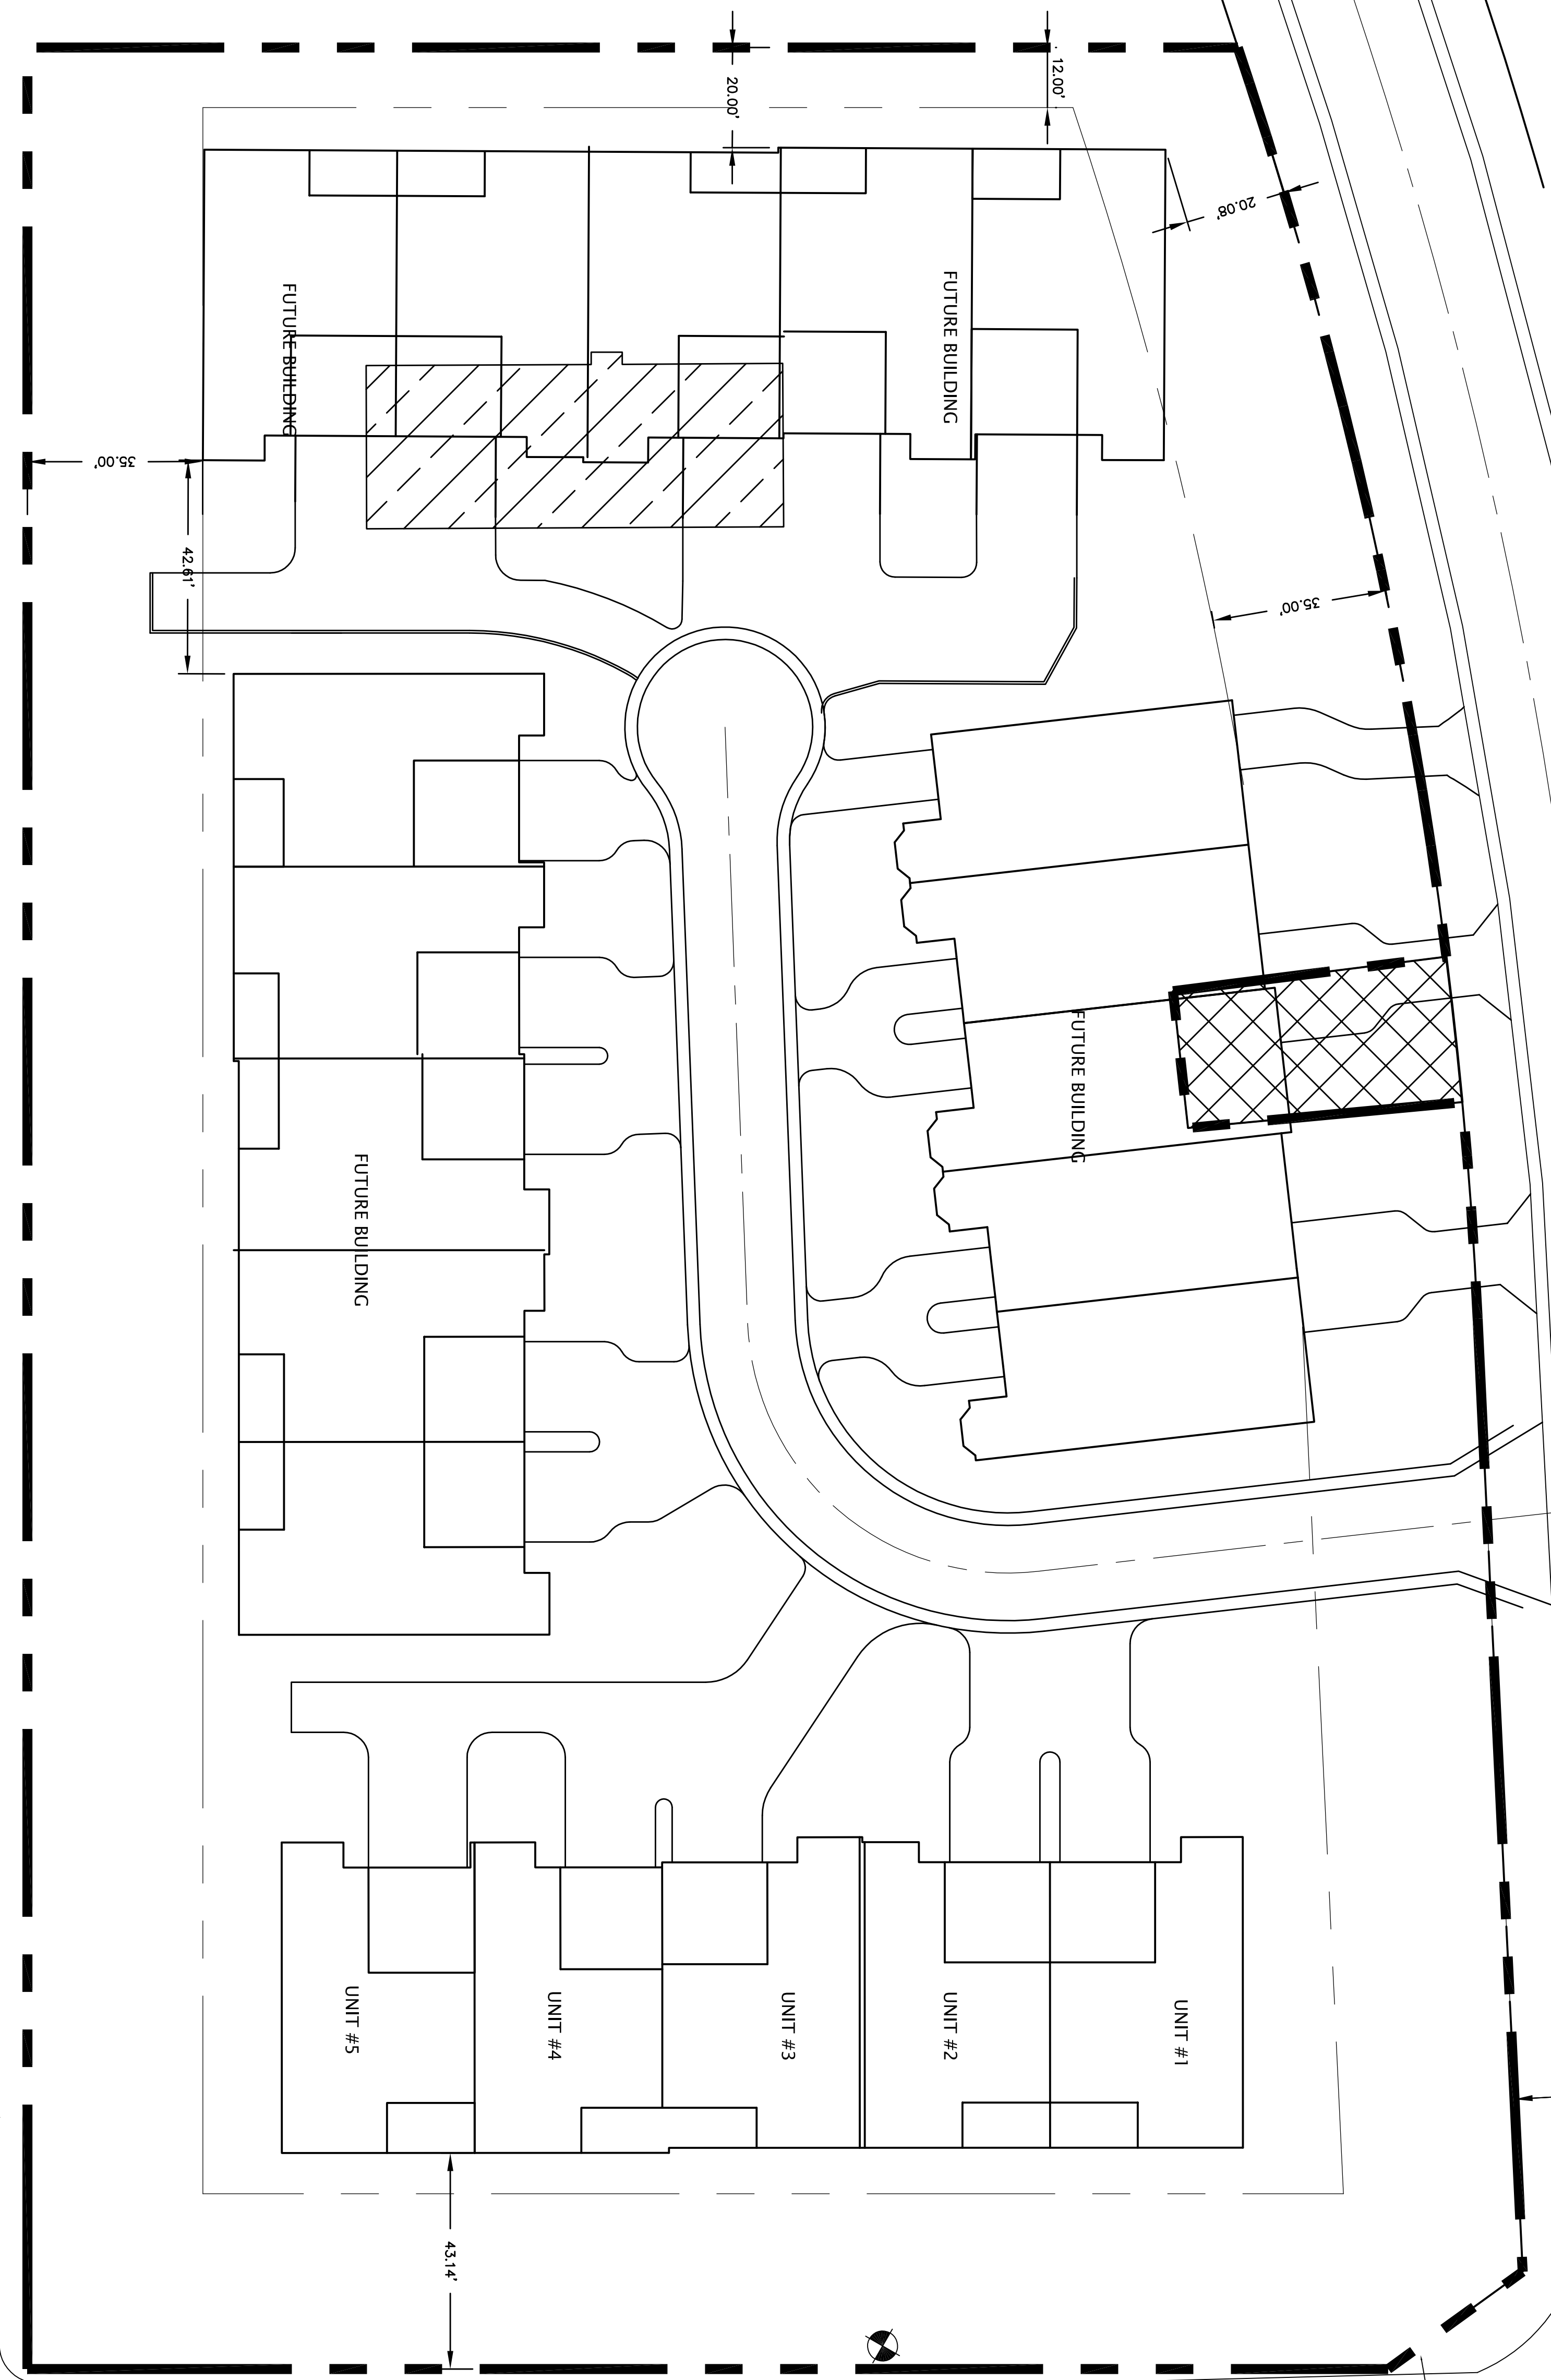 20.00'
12.00'
20.08'
FUTURE BUILDING
FUTURE BUILDING
35.00'
42.61'
35.00'
FUTURE BUILDING
FUTURE BUILDING
UNIT #5
UNIT #4
UNIT #3
UNIT #2
UNIT #1
43.14'